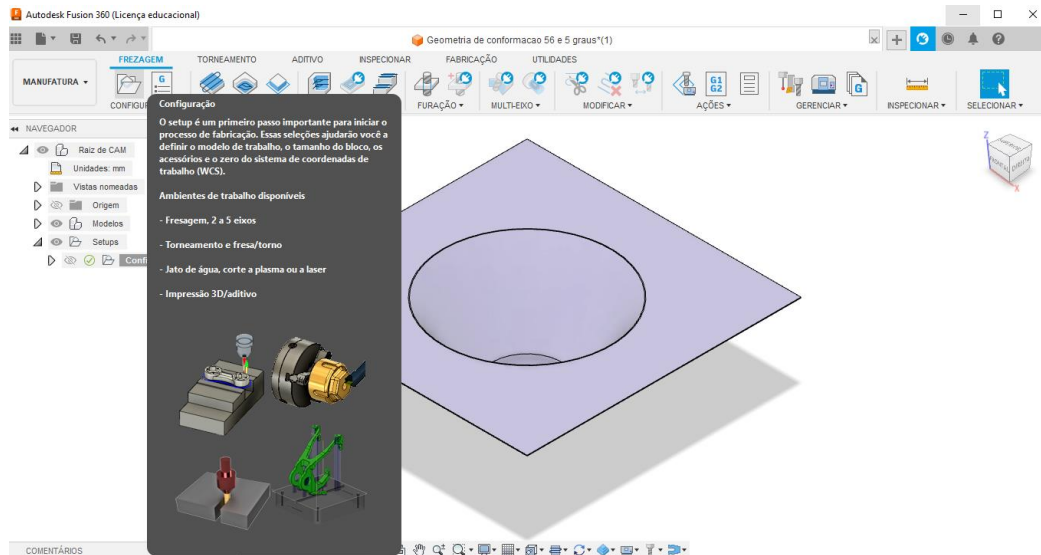 Autodesk Fusion 360 (Licença educacional)
Geometria de conformacao 56 e 5 graus*(1)
FREZAGEM TORNEAMENTO ADITIVO INSPECIONAR FABRICAÇÃO UTILIDADES
MANUFATURA
CONFIGU FURAÇÃO MULTI-EIXO MODIFICAR AÇÕES GERENCIAR INSPECIONAR SELECIONAR
G1
G2
NAVEGADOR
Raiz de CAM
Unidades: mm
Vistas nomeadas
Origem
Modelos
Setups
Confi
Configuração
O setup é um primeiro passo importante para iniciar o
processo de fabricação. Essas seleções ajudarão você a
definir o modelo de trabalho, o tamanho do bloco, os
acessórios e o zero do sistema de coordenadas de
trabalho (WCS).
Ambientes de trabalho disponíveis
- Fresagem, 2 a 5 eixos
- Torneamento e fresa/torno
- Jato de água, corte a plasma ou a laser
- Impressão 3D/aditivo
Z
X
COMENTÁRIOS